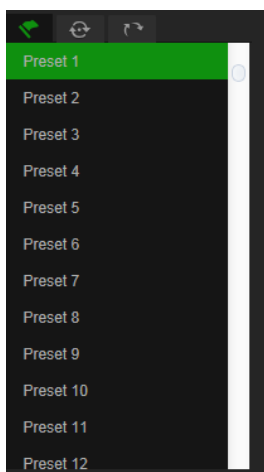 Preset 1
Preset 2
Preset 3
Preset 4
Preset 5
Preset 6
Preset 7
Preset 8
Preset 9
Preset 10
Preset 11
Preset 12